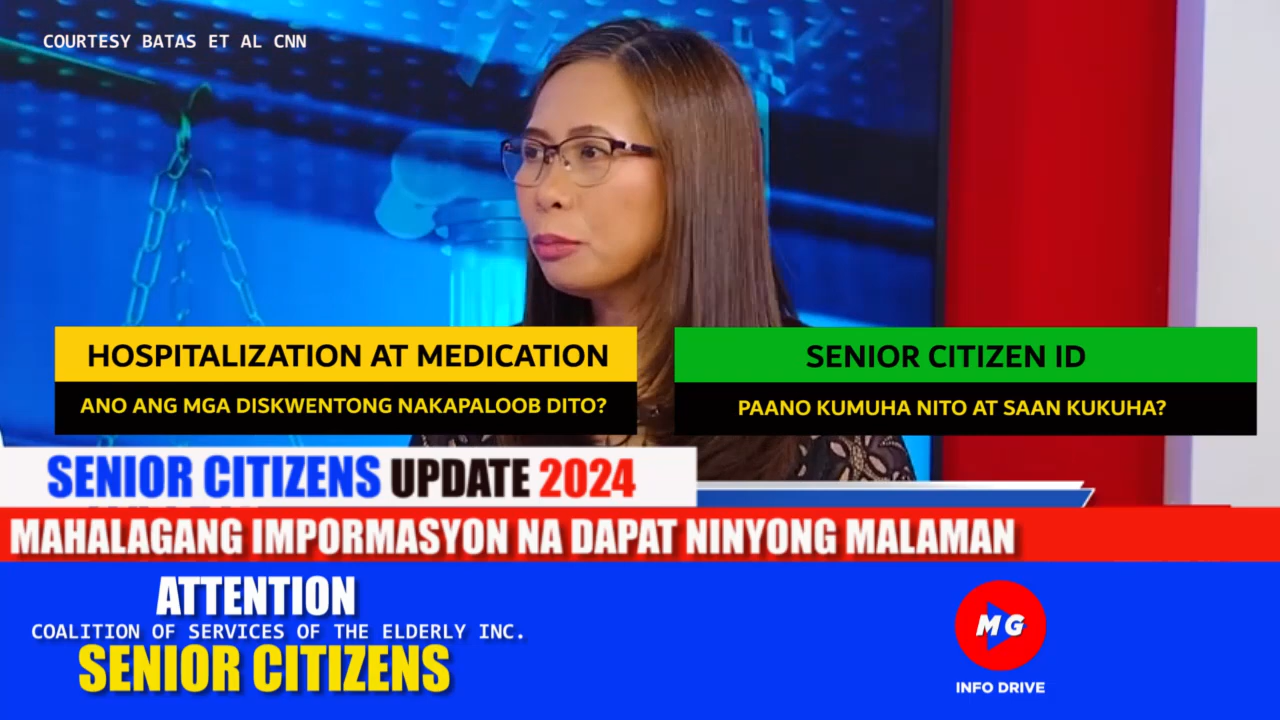 COURTESY BATAS ET AL CNN
HOSPITALIZATION AT MEDICATION
ANO ANG MGA DISKWENTONG NAKAPALOOB DITO?
SENIOR CITIZEN ID
PAANO KUMUHA NITO AT SAAN KUKUHA?
SENIOR CITIZENS UPDATE 2024
MAHALAGANG IMPORMASYON NA DAPAT NINYONG MALAMAN
ATTENTION
COALITION OF SERVICES OF THE ELDERLY INC.
SENIOR CITIZENS
MG
INFO DRIVE